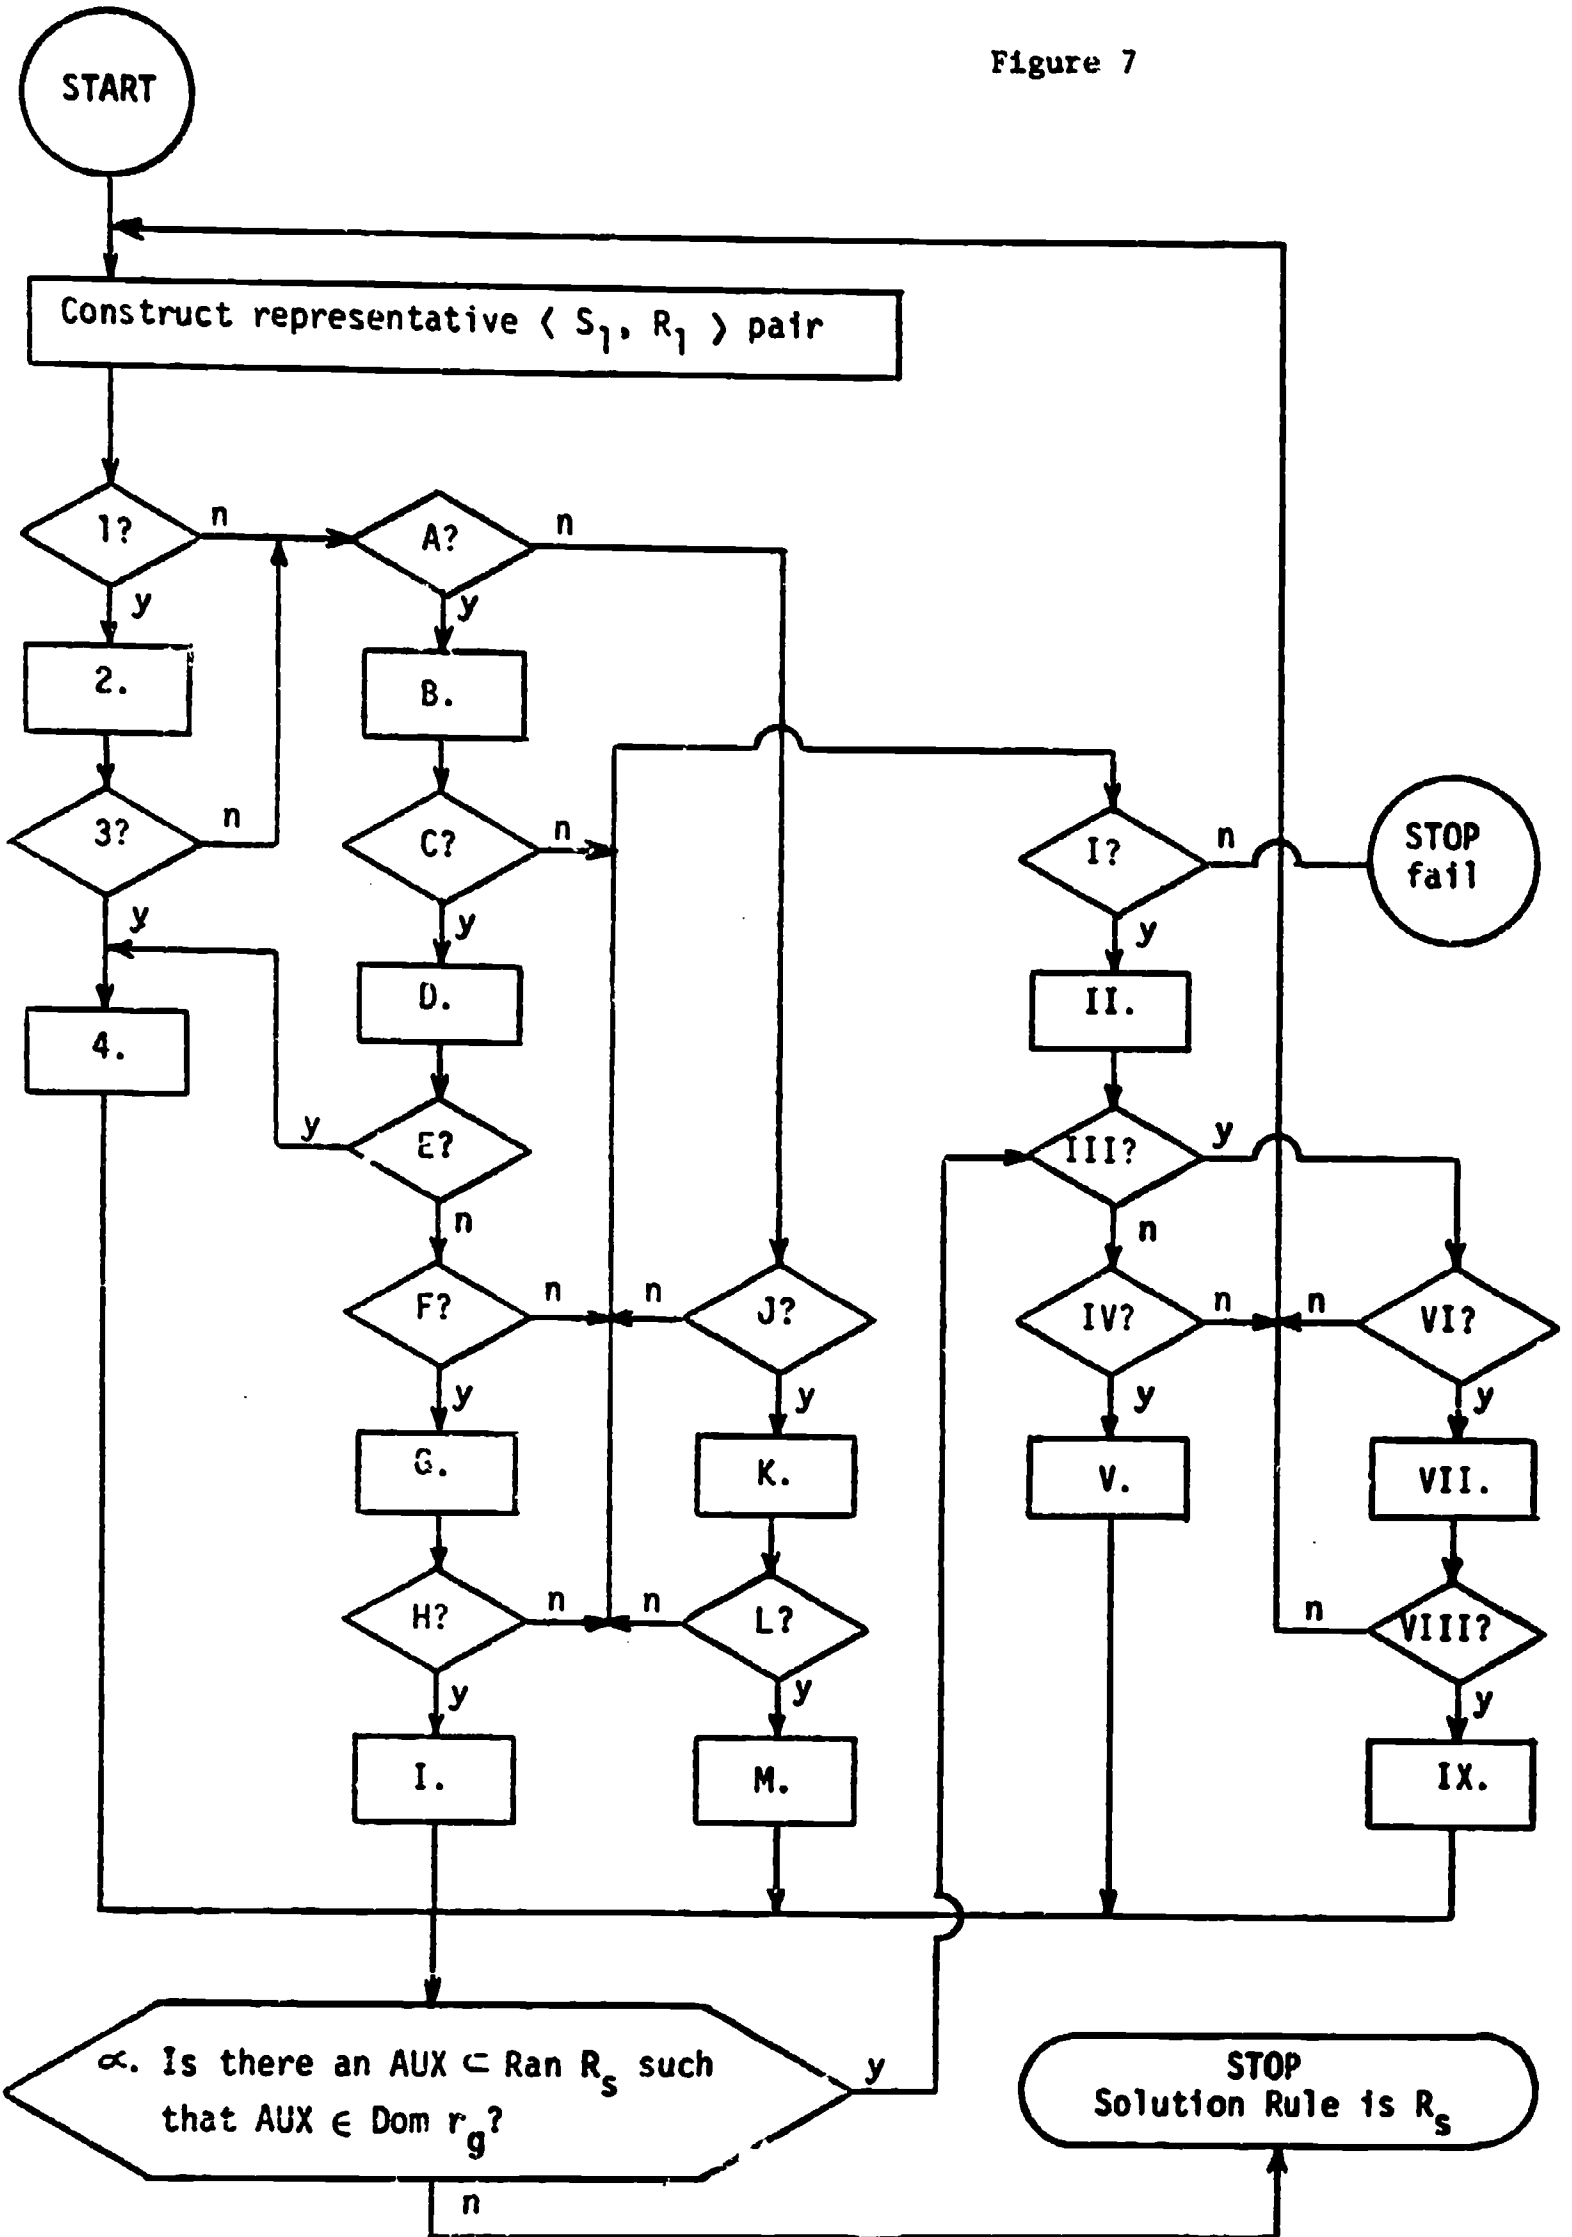 Figure 7
START
Construct representative ⟨ S₁, R₁ ⟩ pair
1?
n
A?
n
y
y
2.
B.
3?
n
C?
n
I?
n
STOP
fail
y
y
y
D.
II.
4.
E?
y
III?
y
n
n
F?
n
n
J?
IV?
n
n
VI?
y
y
y
y
G.
K.
V.
VII.
H?
n
n
L?
n
VIII?
y
y
y
I.
M.
IX.
α. Is there an AUX ⊂ Ran Rₛ such
that AUX ∈ Dom r_g?
y
n
STOP
Solution Rule is Rₛ